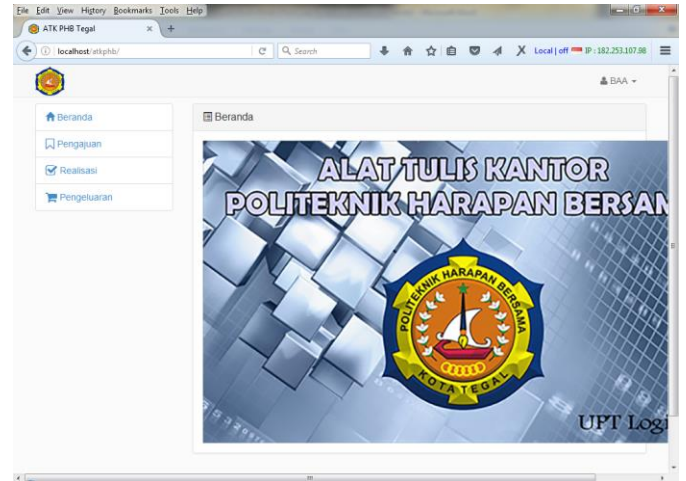 File Edit View History Bookmarks Tools Help
ATK PHB Tegal × +
localhost/atkphb/
Search
Local | off IP : 182.253.107.98
BAA
Beranda
Pengajuan
Realisasi
Pengeluaran
Beranda
ALAT TULIS KANTOR
POLITEKNIK HARAPAN BERSAM
POLITEKNIK HARAPAN BERSAMA
KOTA TEGAL
UPT Logi